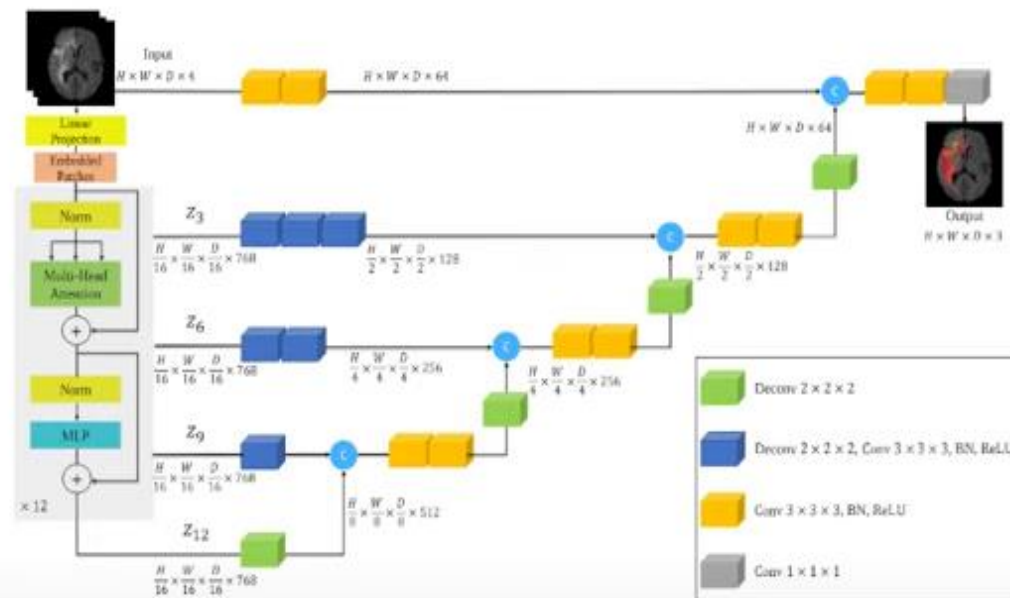 Input
H × W × D × 4
H × W × D × 64
Linear
Projection
Embedded
Patches
H × W × D × 64
Output
H × W × D × 3
Norm
Multi-Head
Attention
+
Norm
MLP
+
× 12
Z3
H/16 × W/16 × D/16 × 768
H/2 × W/2 × D/2 × 128
C
H/2 × W/2 × D/2 × 128
Z6
H/16 × W/16 × D/16 × 768
H/4 × W/4 × D/4 × 256
C
H/4 × W/4 × D/4 × 256
Z9
H/16 × W/16 × D/16 × 768
C
H/8 × W/8 × D/8 × 512
Z12
H/16 × W/16 × D/16 × 768
C
Deconv 2 × 2 × 2
Deconv 2 × 2 × 2, Conv 3 × 3 × 3, BN, ReLU
Conv 3 × 3 × 3, BN, ReLU
Conv 1 × 1 × 1